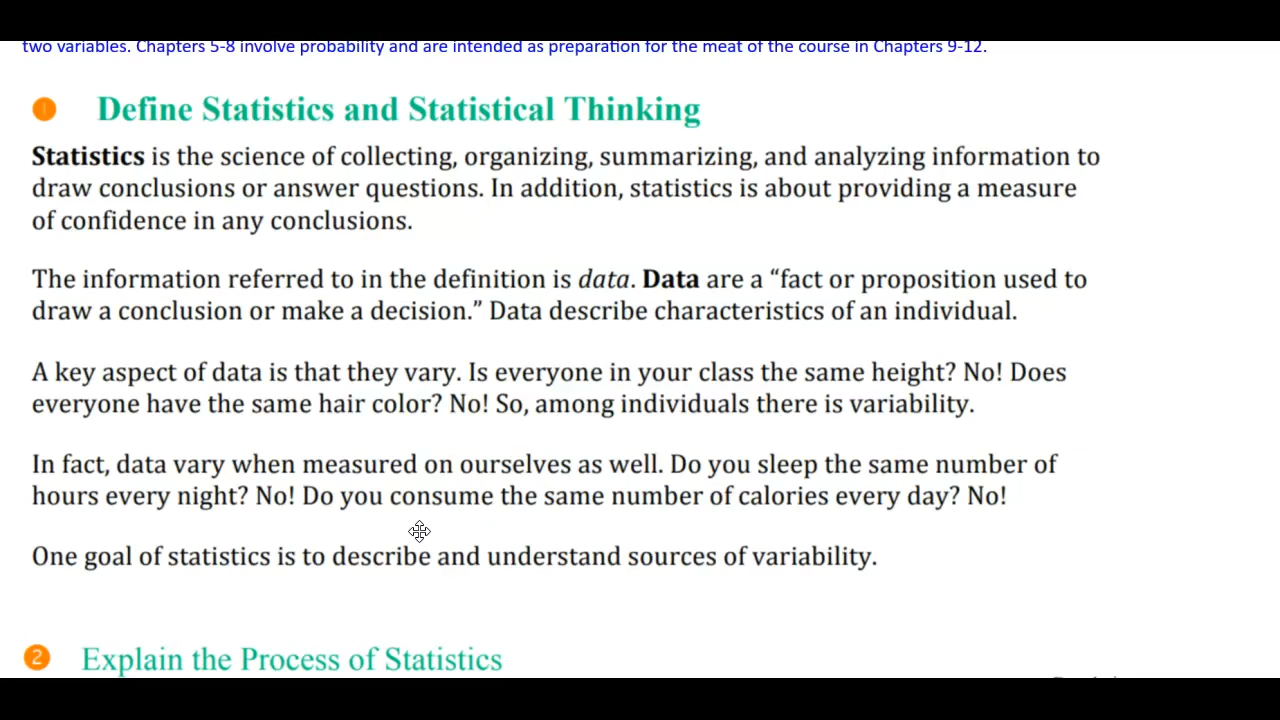 two variables. Chapters 5-8 involve probability and are intended as preparation for the meat of the course in Chapters 9-12.
1 Define Statistics and Statistical Thinking
Statistics is the science of collecting, organizing, summarizing, and analyzing information to
draw conclusions or answer questions. In addition, statistics is about providing a measure
of confidence in any conclusions.
The information referred to in the definition is data. Data are a “fact or proposition used to
draw a conclusion or make a decision.” Data describe characteristics of an individual.
A key aspect of data is that they vary. Is everyone in your class the same height? No! Does
everyone have the same hair color? No! So, among individuals there is variability.
In fact, data vary when measured on ourselves as well. Do you sleep the same number of
hours every night? No! Do you consume the same number of calories every day? No!
One goal of statistics is to describe and understand sources of variability.
2 Explain the Process of Statistics